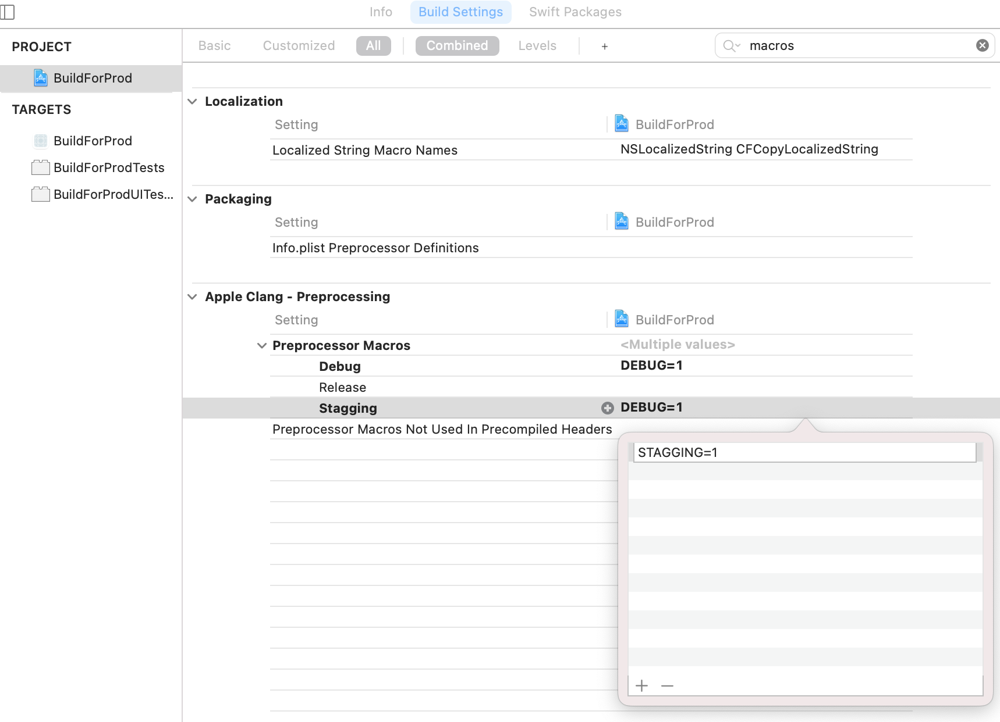 Info Build Settings Swift Packages
PROJECT
BuildForProd
TARGETS
BuildForProd
BuildForProdTests
BuildForProdUITes...
Basic Customized All Combined Levels + macros
Localization
Setting BuildForProd
Localized String Macro Names NSLocalizedString CFCopyLocalizedString
Packaging
Setting BuildForProd
Info.plist Preprocessor Definitions
Apple Clang - Preprocessing
Setting BuildForProd
Preprocessor Macros <Multiple values>
Debug DEBUG=1
Release
Stagging DEBUG=1
Preprocessor Macros Not Used In Precompiled Headers
STAGGING=1
+ −